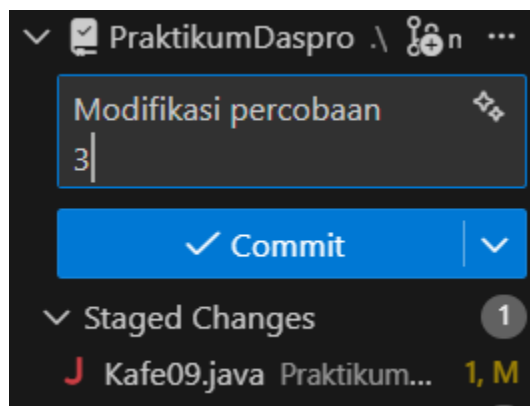 PraktikumDaspro .\ n ...
Modifikasi percobaan
3
Commit
Staged Changes 1
J Kafe09.java Praktikum... 1, M